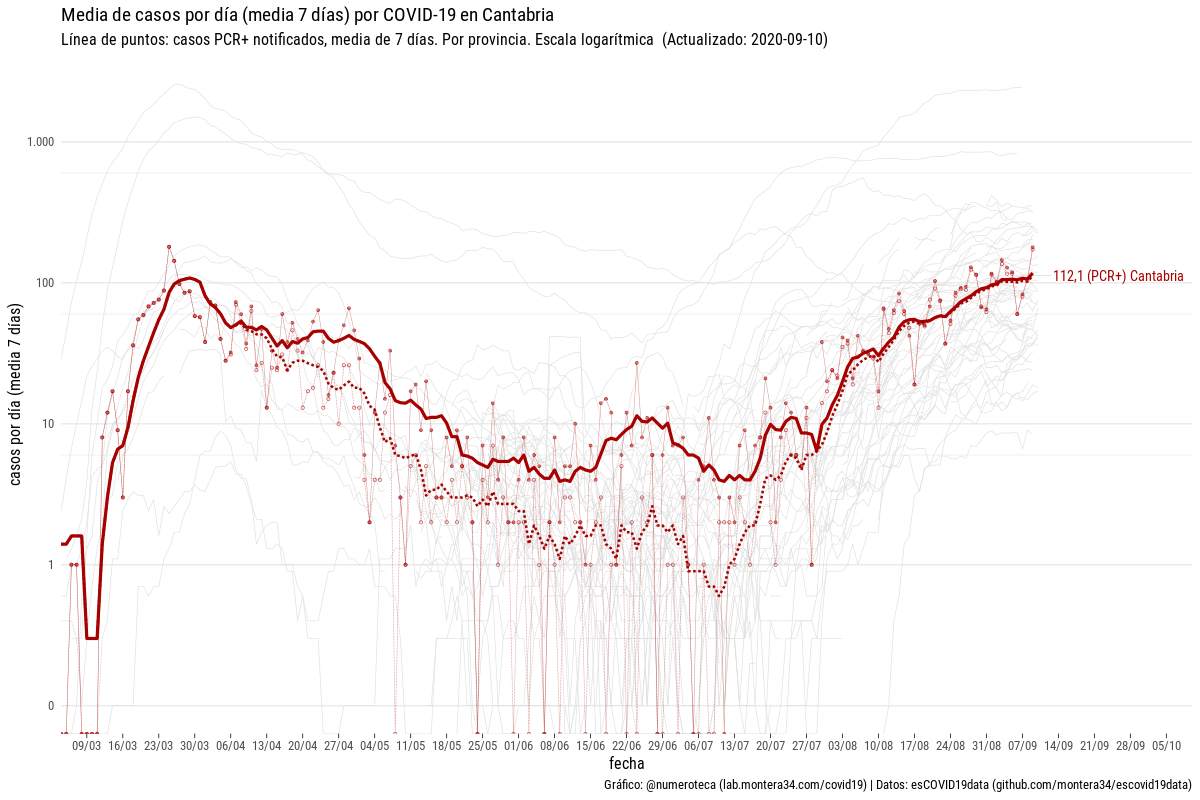 Media de casos por día (media 7 días) por COVID-19 en Cantabria
Línea de puntos: casos PCR+ notificados, media de 7 días. Por provincia. Escala logarítmica (Actualizado: 2020-09-10)
casos por día (media 7 días)
1.000
100
10
1
0
112,1 (PCR+) Cantabria
09/03 16/03 23/03 30/03 06/04 13/04 20/04 27/04 04/05 11/05 18/05 25/05 01/06 08/06 15/06 22/06 29/06 06/07 13/07 20/07 27/07 03/08 10/08 17/08 24/08 31/08 07/09 14/09 21/09 28/09 05/10
fecha
Gráfico: @numeroteca (lab.montera34.com/covid19) | Datos: esCOVID19data (github.com/montera34/escovid19data)